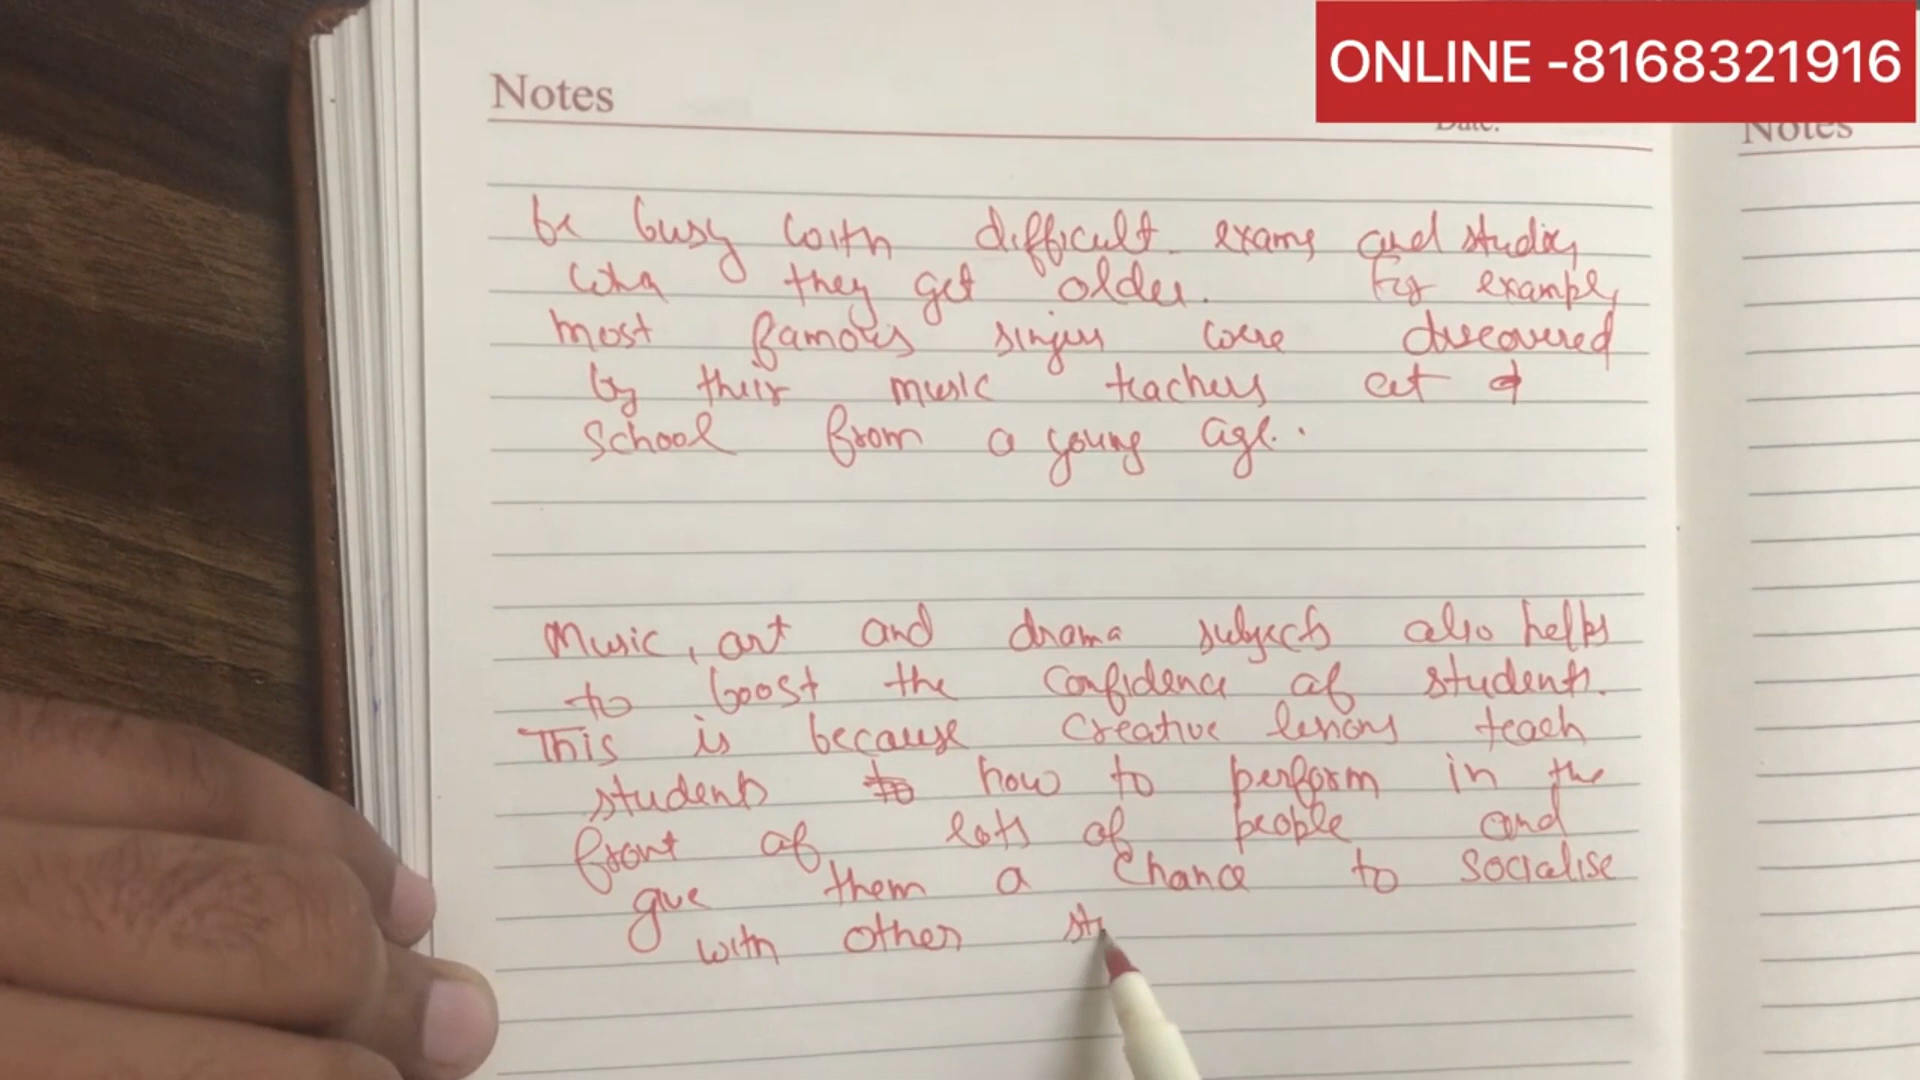 ONLINE -8168321916
Notes
Date:
Notes
be busy with difficult exams and studies
when they get older. For example,
most famous singers were discovered
by their music teachers at
school from a young age.
Music, art and drama subjects also helps
to boost the confidence of students.
This is because creative lessons teach
students to how to perform in the
front of lots of people and
give them a chance to socialise
with other st